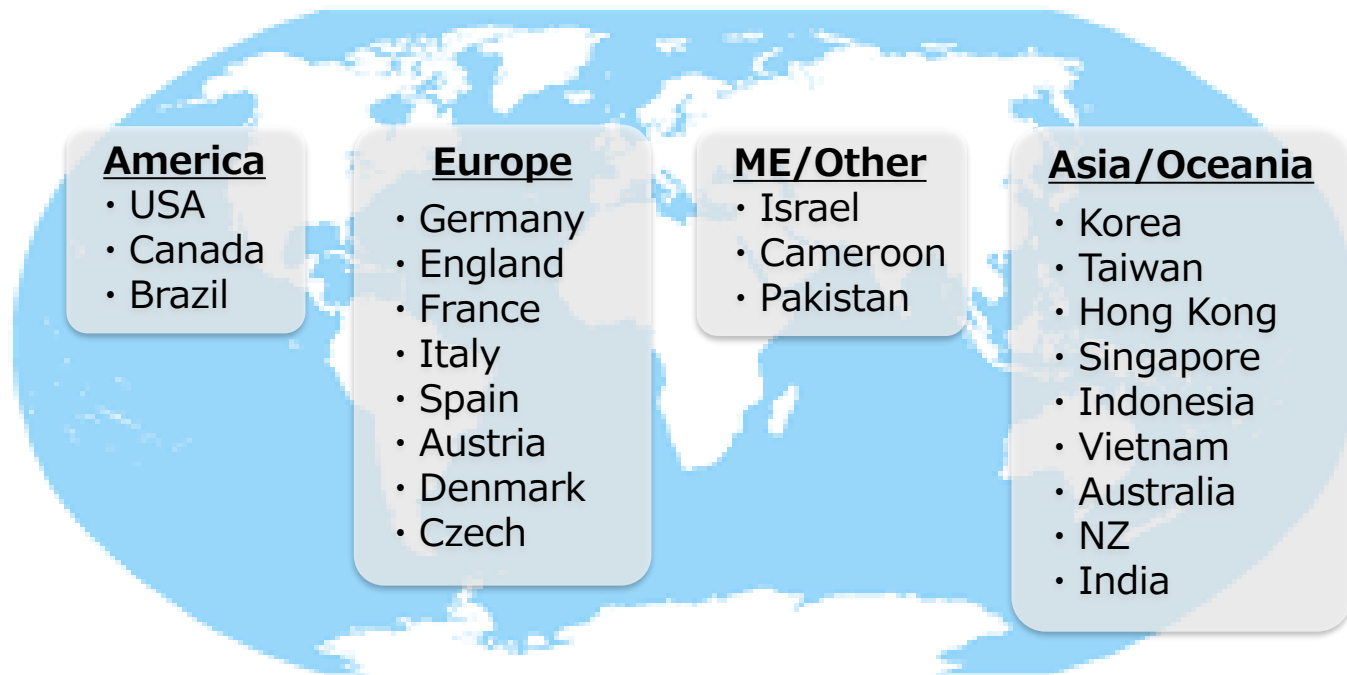 America
・USA
・Canada
・Brazil
Europe
・Germany
・England
・France
・Italy
・Spain
・Austria
・Denmark
・Czech
ME/Other
・Israel
・Cameroon
・Pakistan
Asia/Oceania
・Korea
・Taiwan
・Hong Kong
・Singapore
・Indonesia
・Vietnam
・Australia
・NZ
・India